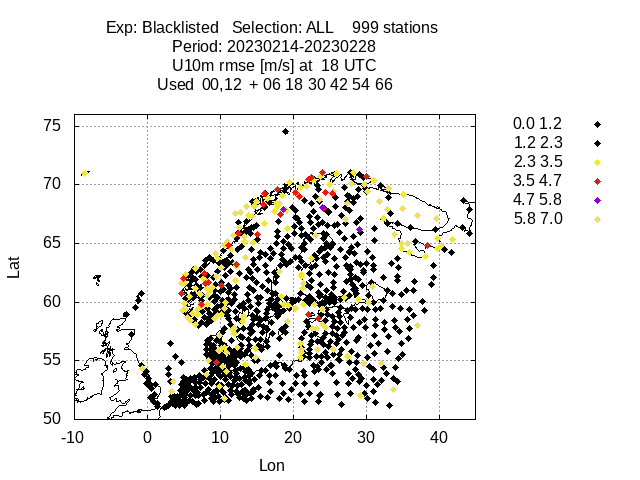 Exp: Blacklisted Selection: ALL 999 stations
Period: 20230214-20230228
U10m rmse [m/s] at 18 UTC
Used 00,12 + 06 18 30 42 54 66
75
70
65
60
55
50
Lat
-10 0 10 20 30 40
Lon
0.0 1.2
1.2 2.3
2.3 3.5
3.5 4.7
4.7 5.8
5.8 7.0